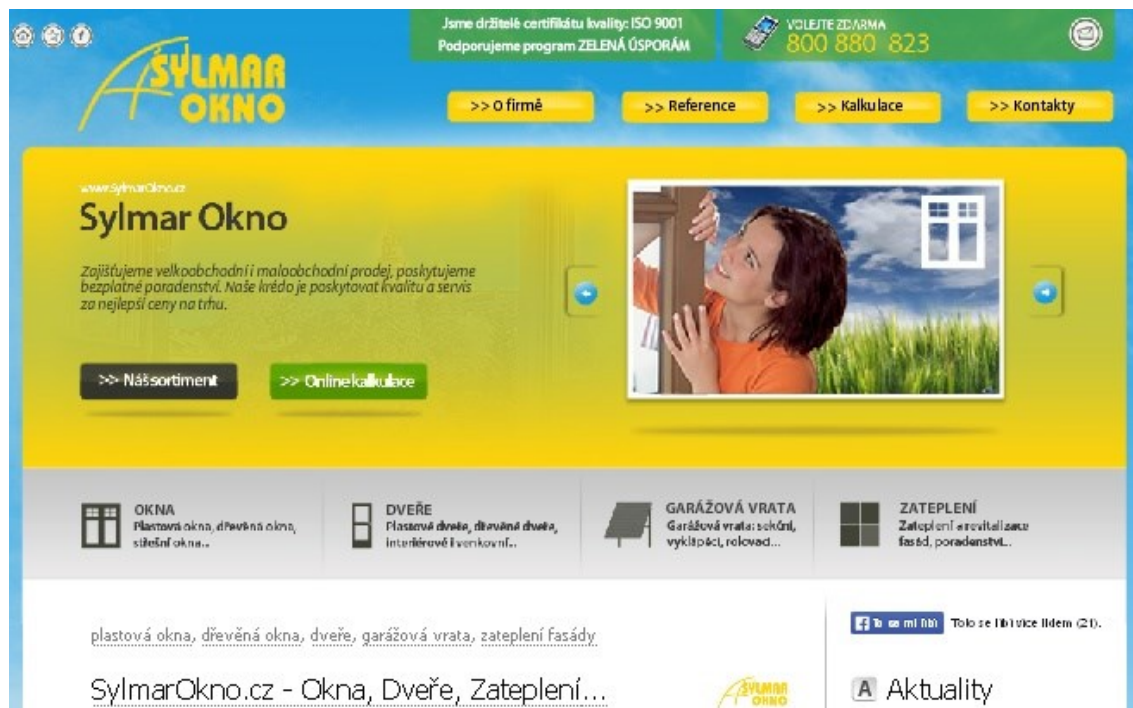 Jsme držitelé certifikátu kvality: ISO 9001
Podporujeme program ZELENÁ ÚSPORÁM
VOLEJTE ZDARMA
800 880 823
SYLMAR
OKNO
>> O firmě
>> Reference
>> Kalkulace
>> Kontakty
www.SylmarOkno.cz
Sylmar Okno
Zajišťujeme velkoobchodní i maloobchodní prodej, poskytujeme
bezplatné poradenství. Naše krédo je poskytovat kvalitu a servis
za nejlepší ceny na trhu.
>> Náš sortiment
>> Online kalkulace
OKNA
Plastová okna, dřevěná okna,
střešní okna...
DVEŘE
Plastové dveře, dřevěné dveře,
interiérové i venkovní...
GARÁŽOVÁ VRATA
Garážová vrata: sekční,
vyklápěcí, rolovací...
ZATEPLENÍ
Zateplení a revitalizace
fasád, poradenství...
plastová okna, dřevěná okna, dveře, garážová vrata, zateplení fasády
To se mi líbí
Toto se líbí více lidem (21).
SylmarOkno.cz - Okna, Dveře, Zateplení...
SYLMAR
OKNO
A Aktuality